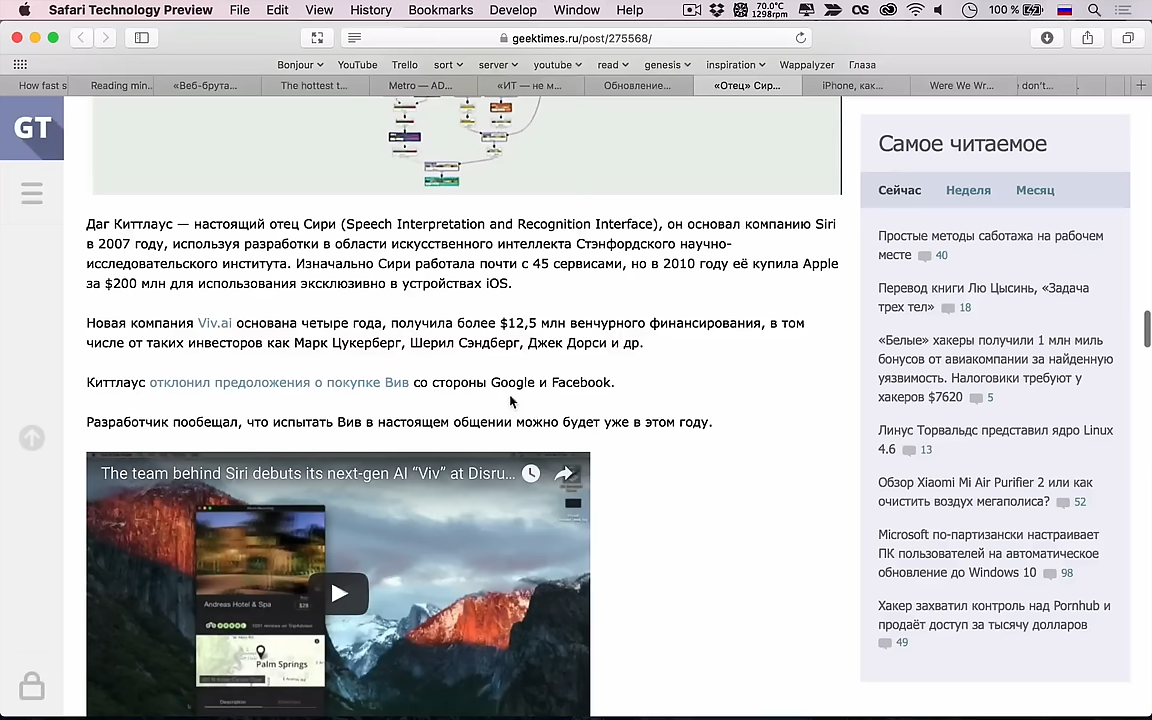 Safari Technology Preview File Edit View History Bookmarks Develop Window Help 70.0°C 1298rpm 100 %
geektimes.ru/post/275568/
Bonjour YouTube Trello sort server youtube read genesis inspiration Wappalyzer Глаза
How fast s Reading min... «Веб-брута... The hottest t... Metro — AD... «ИТ — не м... Обновление... «Отец» Сир... iPhone, как... Were We Wr... don't...
GT
Даг Киттлаус — настоящий отец Сири (Speech Interpretation and Recognition Interface), он основал компанию Siri
в 2007 году, используя разработки в области искусственного интеллекта Стэнфордского научно-
исследовательского института. Изначально Сири работала почти с 45 сервисами, но в 2010 году её купила Apple
за $200 млн для использования эксклюзивно в устройствах iOS.
Новая компания Viv.ai основана четыре года, получила более $12,5 млн венчурного финансирования, в том
числе от таких инвесторов как Марк Цукерберг, Шерил Сэндберг, Джек Дорси и др.
Киттлаус отклонил предоложения о покупке Вив со стороны Google и Facebook.
Разработчик пообещал, что испытать Вив в настоящем общении можно будет уже в этом году.
The team behind Siri debuts its next-gen AI “Viv” at Disru...
Andreas Hotel & Spa
$28
Palm Springs
Description
Самое читаемое
Сейчас Неделя Месяц
Простые методы саботажа на рабочем
месте 40
Перевод книги Лю Цысинь, «Задача
трех тел» 18
«Белые» хакеры получили 1 млн миль
бонусов от авиакомпании за найденную
уязвимость. Налоговики требуют у
хакеров $7620 5
Линус Торвальдс представил ядро Linux
4.6 13
Обзор Xiaomi Mi Air Purifier 2 или как
очистить воздух мегаполиса? 52
Microsoft по-партизански настраивает
ПК пользователей на автоматическое
обновление до Windows 10 98
Хакер захватил контроль над Pornhub и
продаёт доступ за тысячу долларов
49